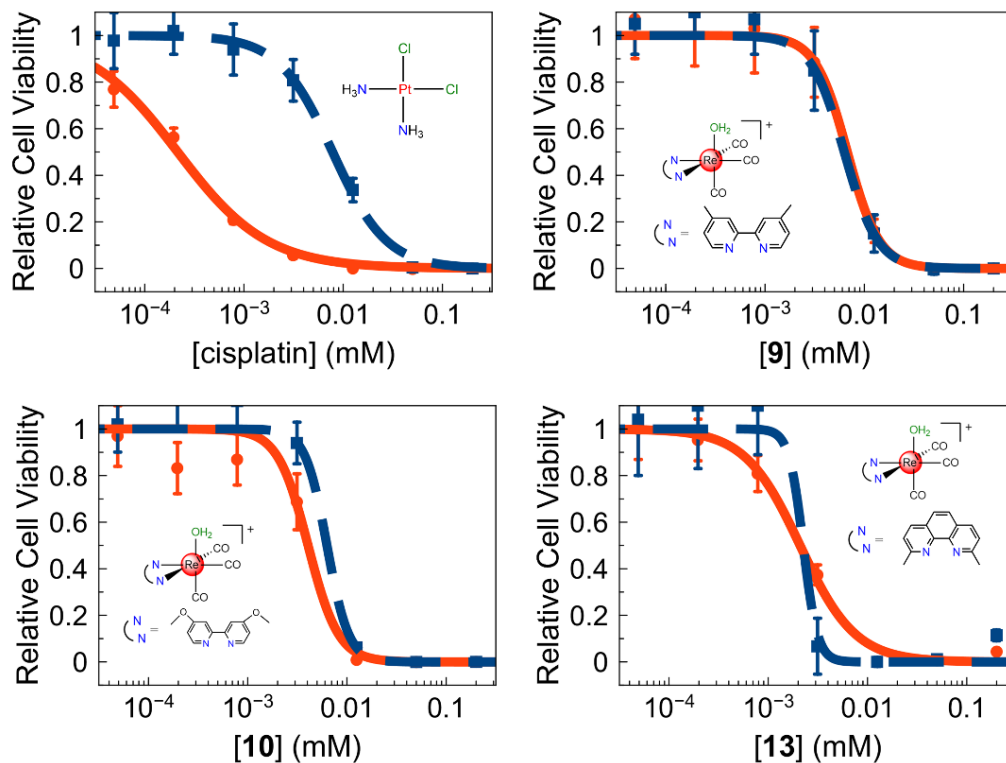 Relative Cell Viability
1
0.8
0.6
0.4
0.2
0
Cl
H₃N
Pt
Cl
NH₃
10⁻⁴
10⁻³
0.01
0.1
[cisplatin] (mM)
Relative Cell Viability
1
0.8
0.6
0.4
0.2
0
OH₂
+
CO
N
Re
CO
N
CO
N
N
=
N
N
10⁻⁴
10⁻³
0.01
0.1
[9] (mM)
Relative Cell Viability
1
0.8
0.6
0.4
0.2
0
OH₂
+
CO
N
Re
CO
N
CO
N
N
=
O
O
N
N
10⁻⁴
10⁻³
0.01
0.1
[10] (mM)
Relative Cell Viability
1
0.8
0.6
0.4
0.2
0
OH₂
+
CO
N
Re
CO
N
CO
N
N
=
N
N
10⁻⁴
10⁻³
0.01
0.1
[13] (mM)